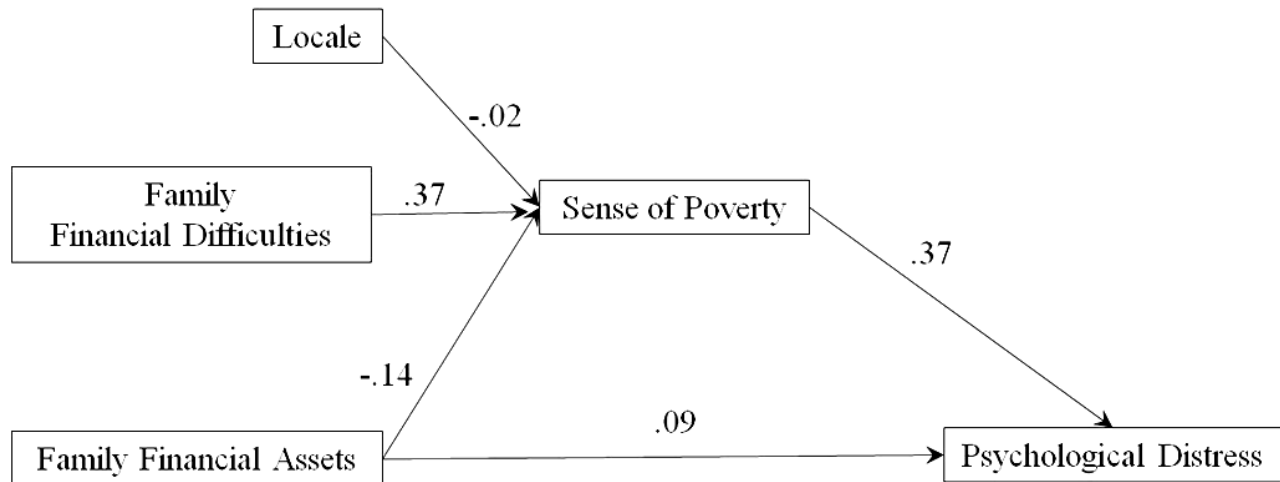 Locale
-.02
Family
Financial Difficulties
.37
Sense of Poverty
.37
-.14
.09
Family Financial Assets
Psychological Distress